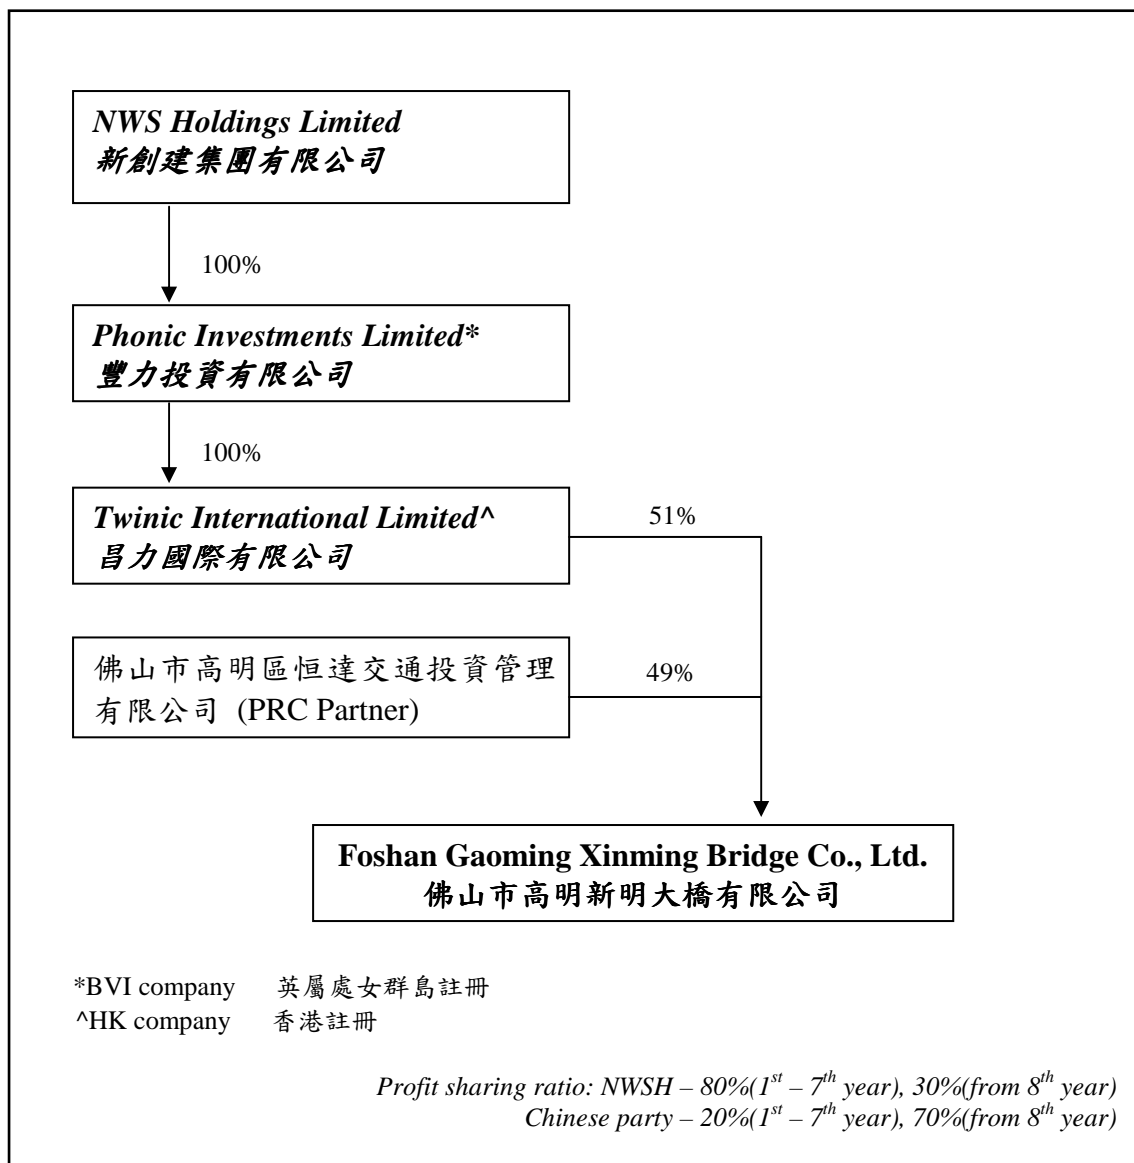 NWS Holdings Limited
新創建集團有限公司
100%
Phonic Investments Limited*
豐力投資有限公司
100%
Twinic International Limited^
昌力國際有限公司
51%
佛山市高明區恒達交通投資管理
有限公司 (PRC Partner)
49%
Foshan Gaoming Xinming Bridge Co., Ltd.
佛山市高明新明大橋有限公司
*BVI company 英屬處女群島註冊
^HK company 香港註冊
Profit sharing ratio: NWSH – 80%(1st – 7th year), 30%(from 8th year)
Chinese party – 20%(1st – 7th year), 70%(from 8th year)